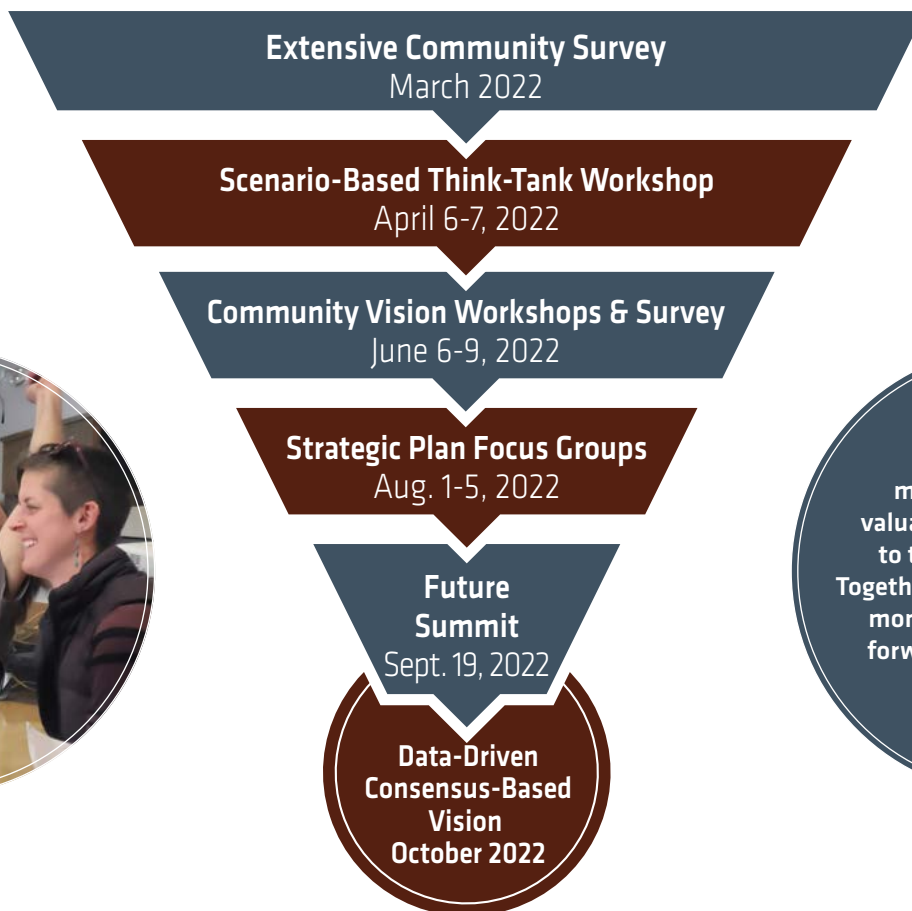 Extensive Community Survey
March 2022
Scenario-Based Think-Tank Workshop
April 6-7, 2022
Community Vision Workshops & Survey
June 6-9, 2022
Strategic Plan Focus Groups
Aug. 1-5, 2022
Future
Summit
Sept. 19, 2022
Data-Driven
Consensus-Based
Vision
October 2022
to